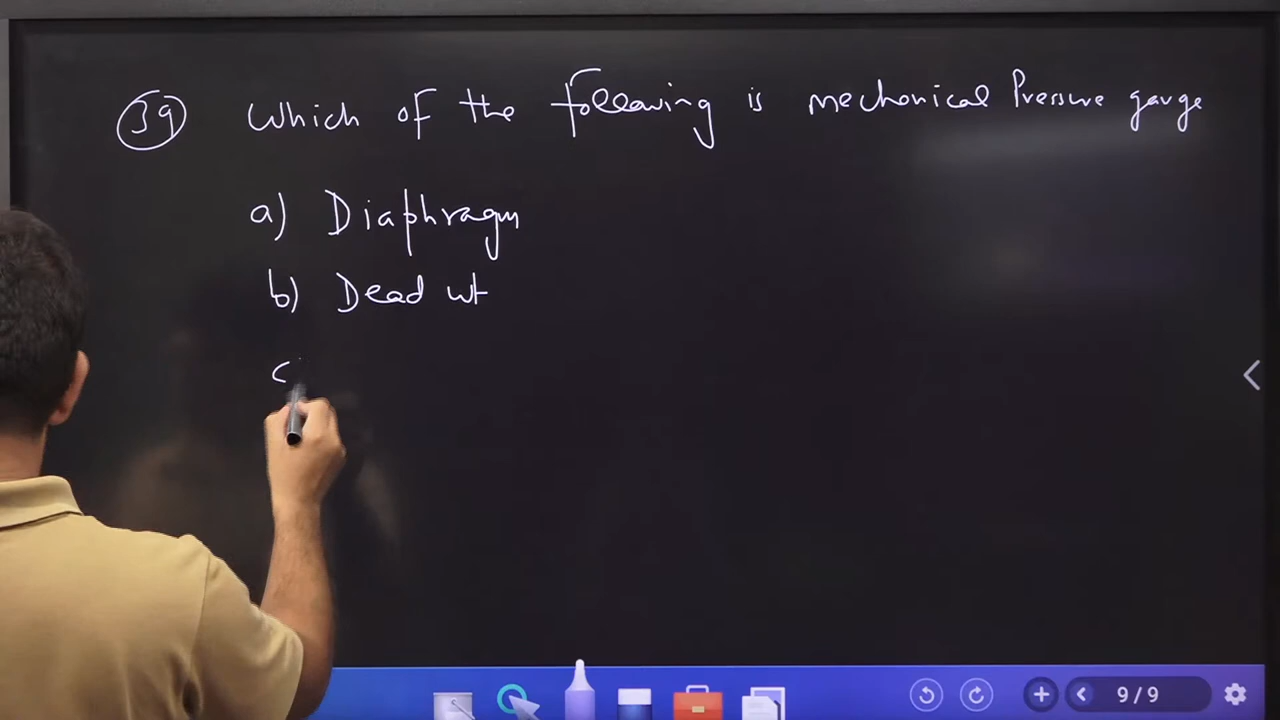 39 Which of the following is mechanical Pressure gauge
a) Diaphragm
b) Dead wt
c
9/9